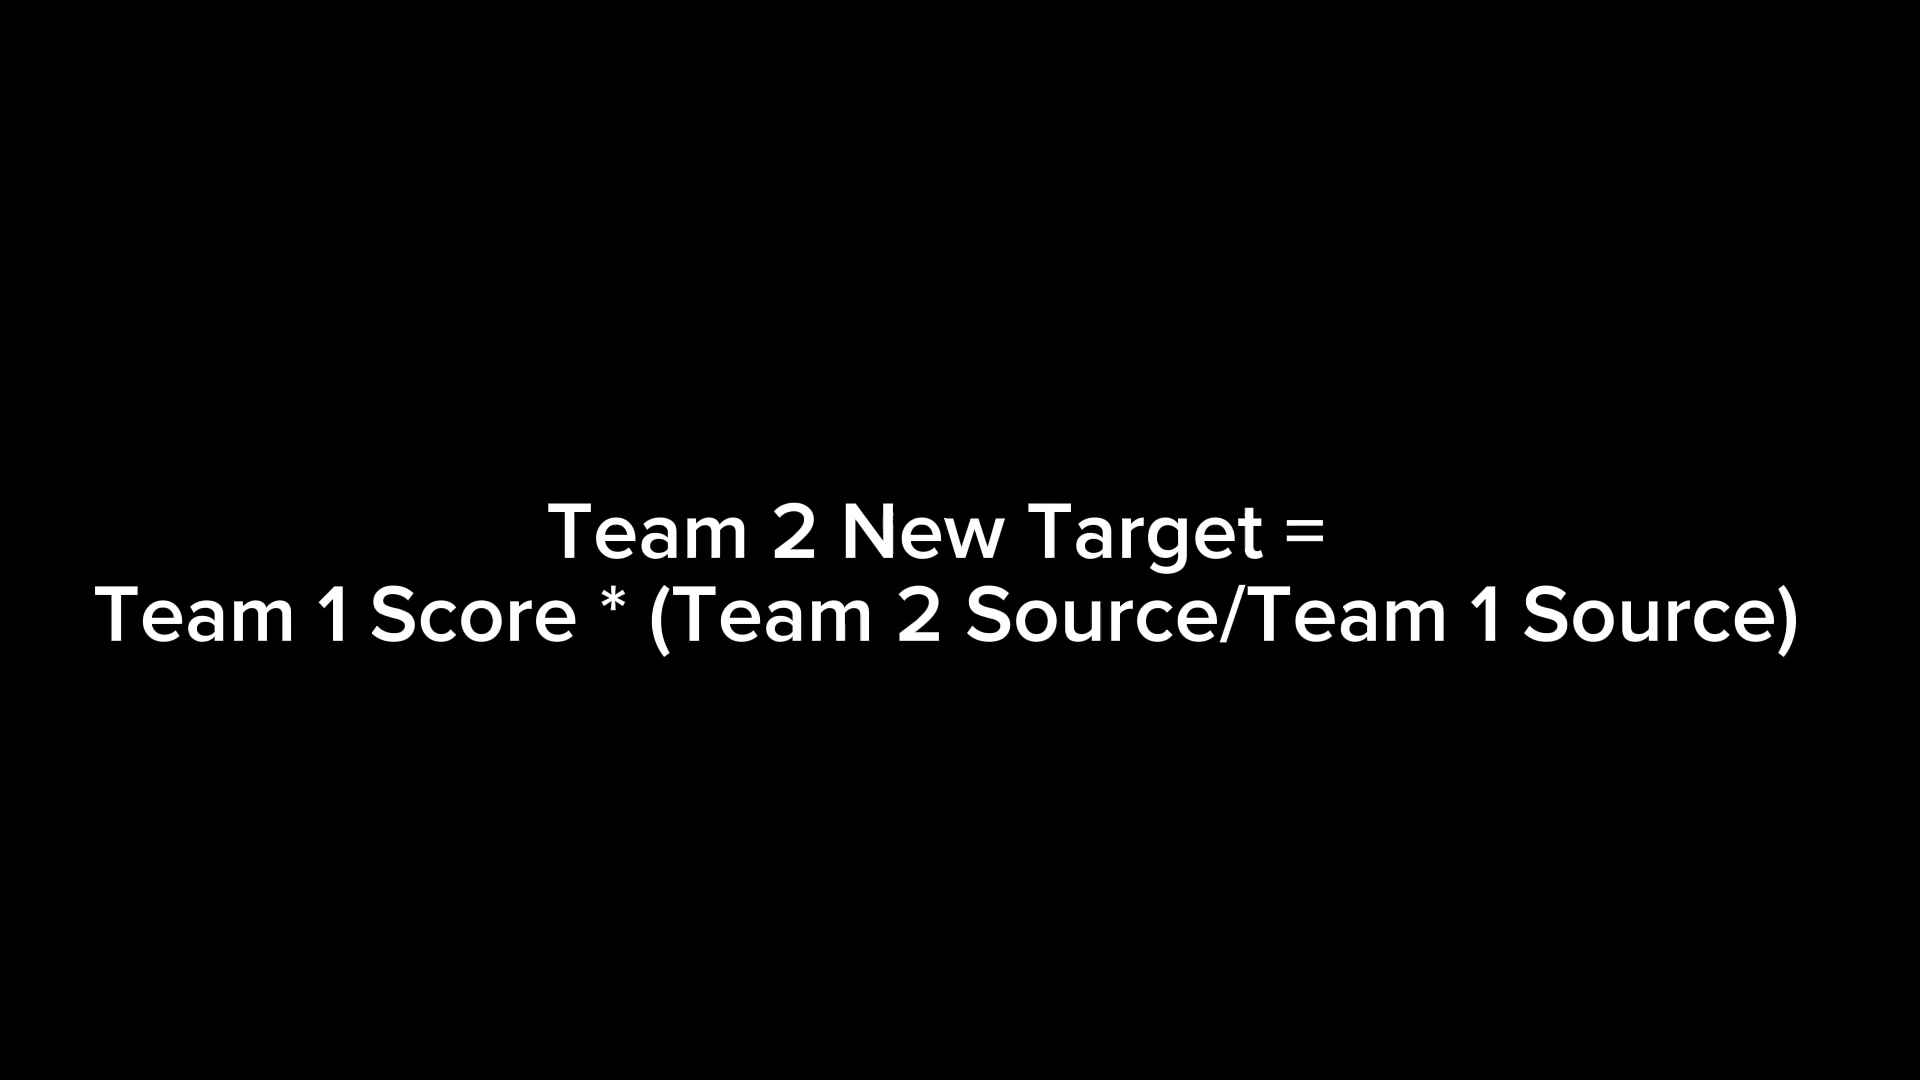 Team 2 New Target =
Team 1 Score * (Team 2 Source/Team 1 Source)